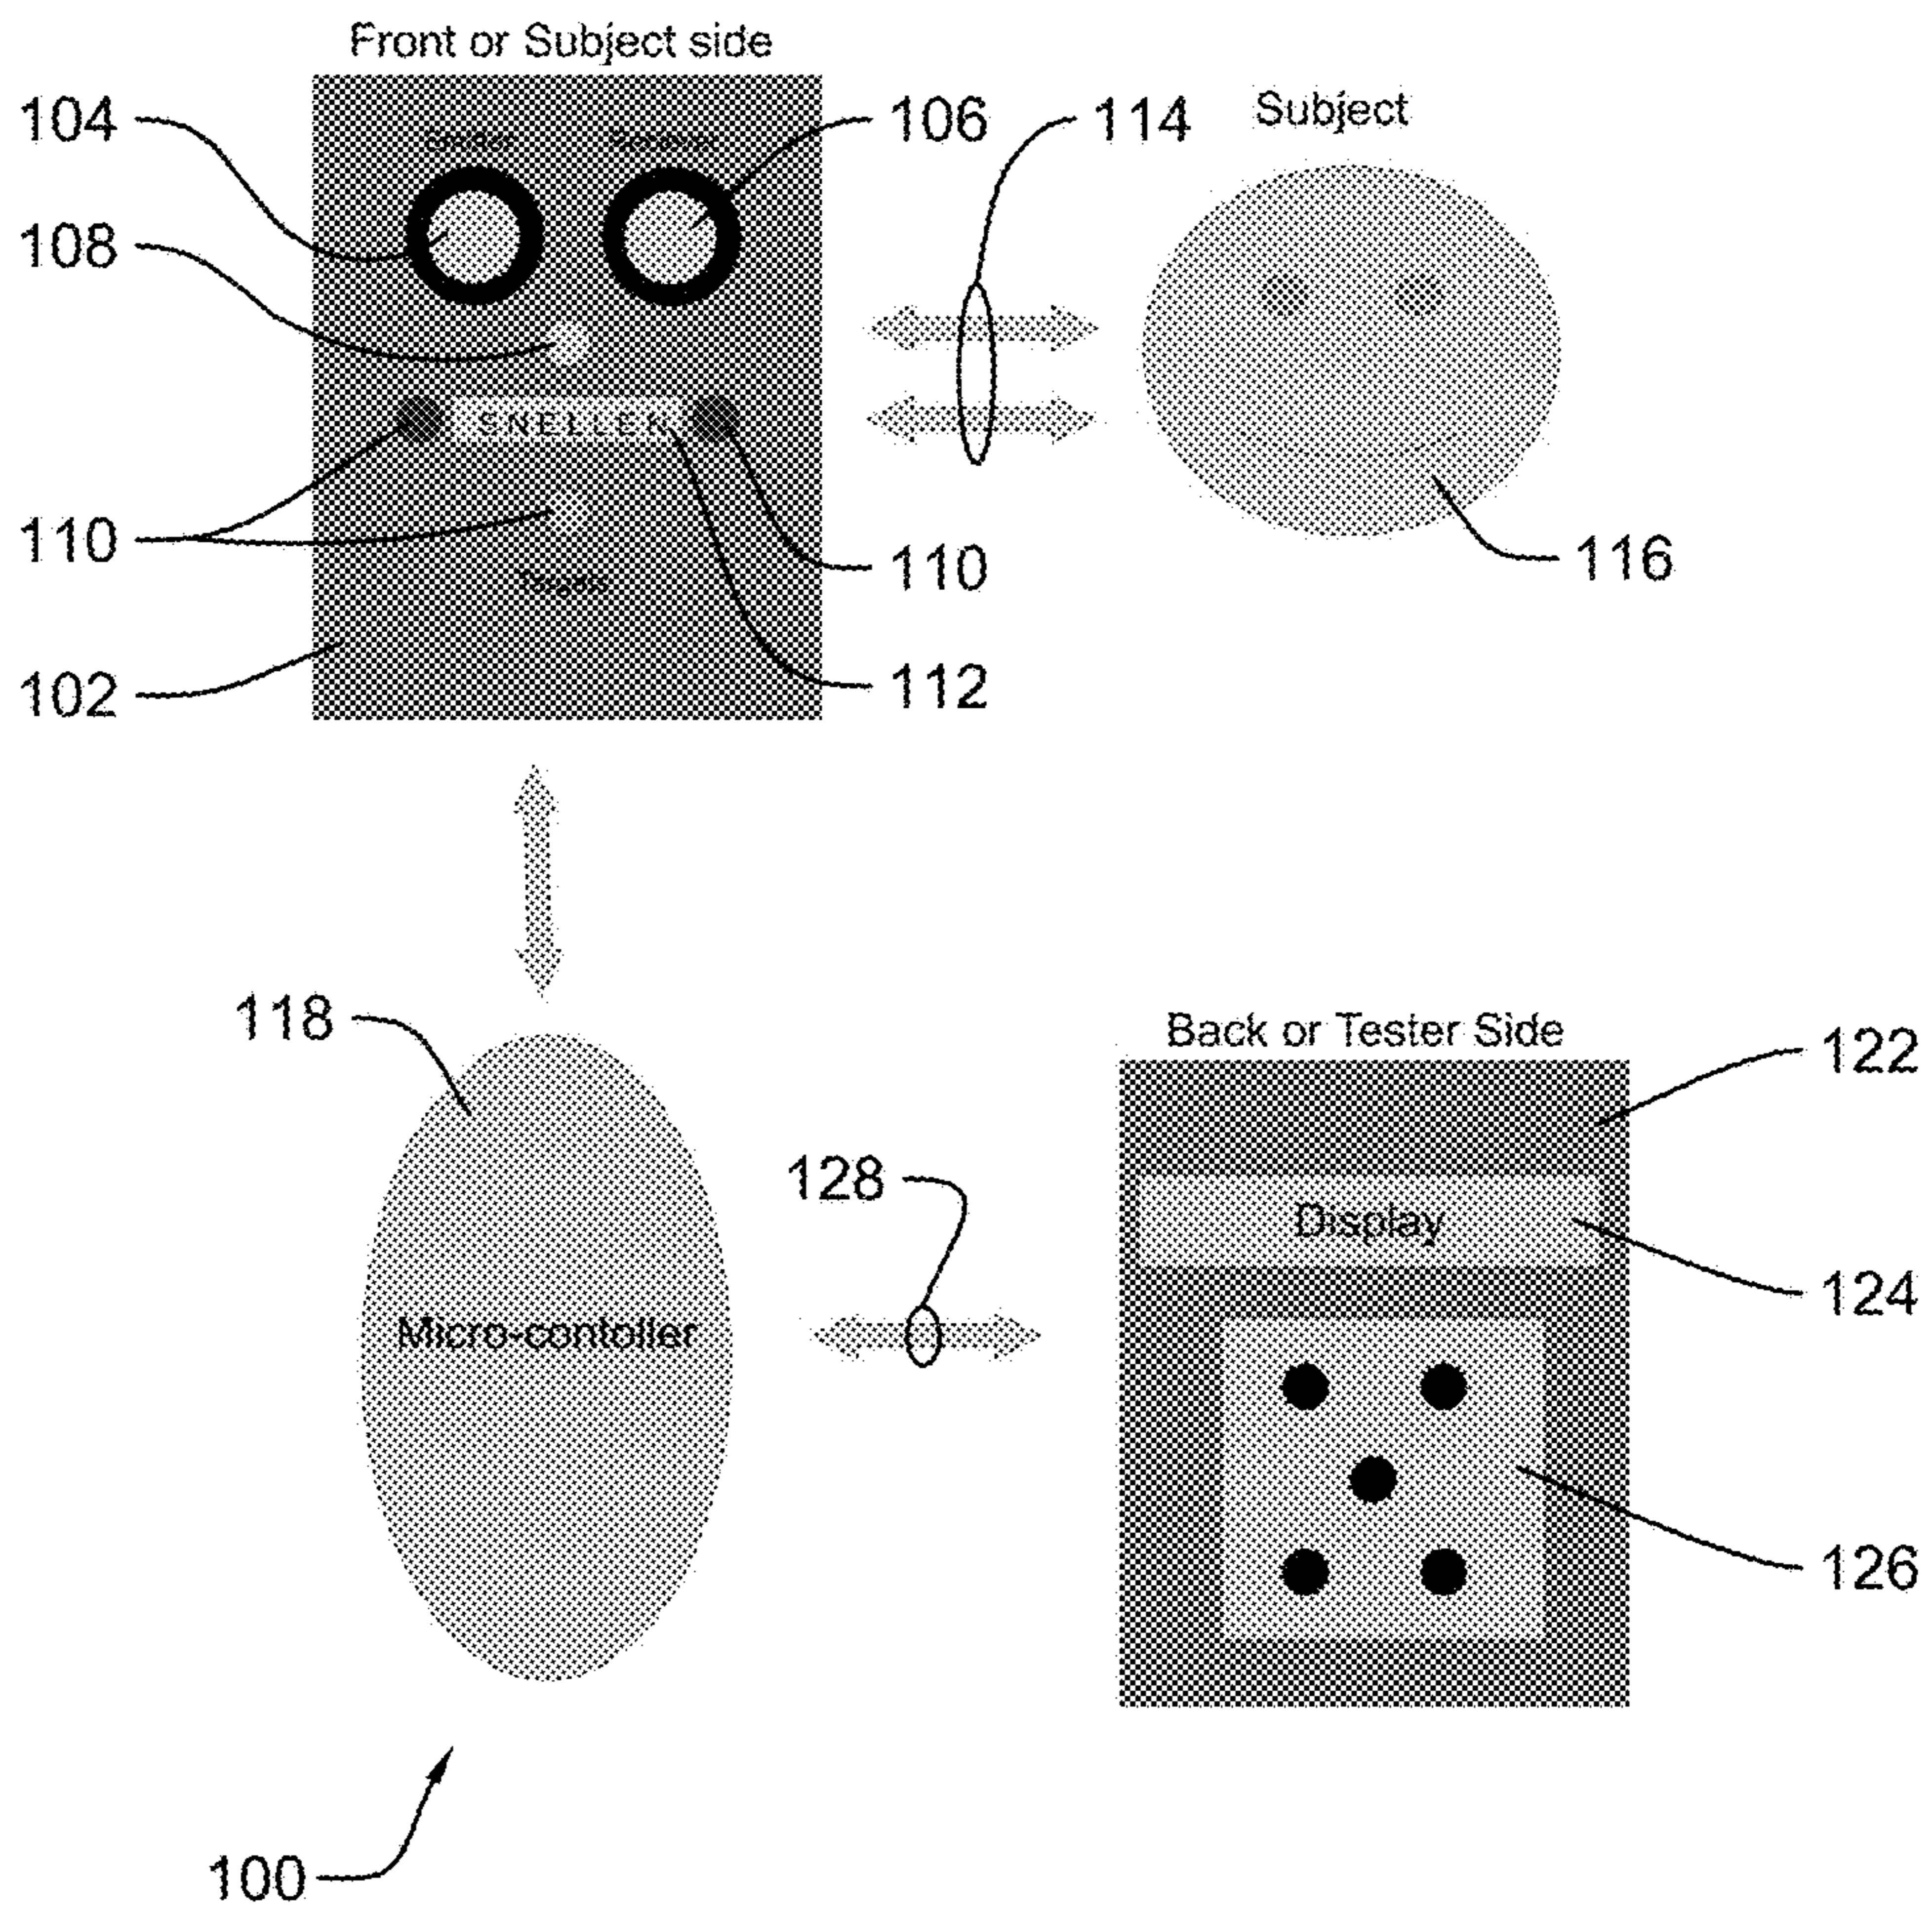 Front or Subject side
104
106
114
Subject
108
SNELLEN
110
110
116
Targets
102
112
118
Back or Tester Side
122
128
Display
124
Micro-contoller
126
100